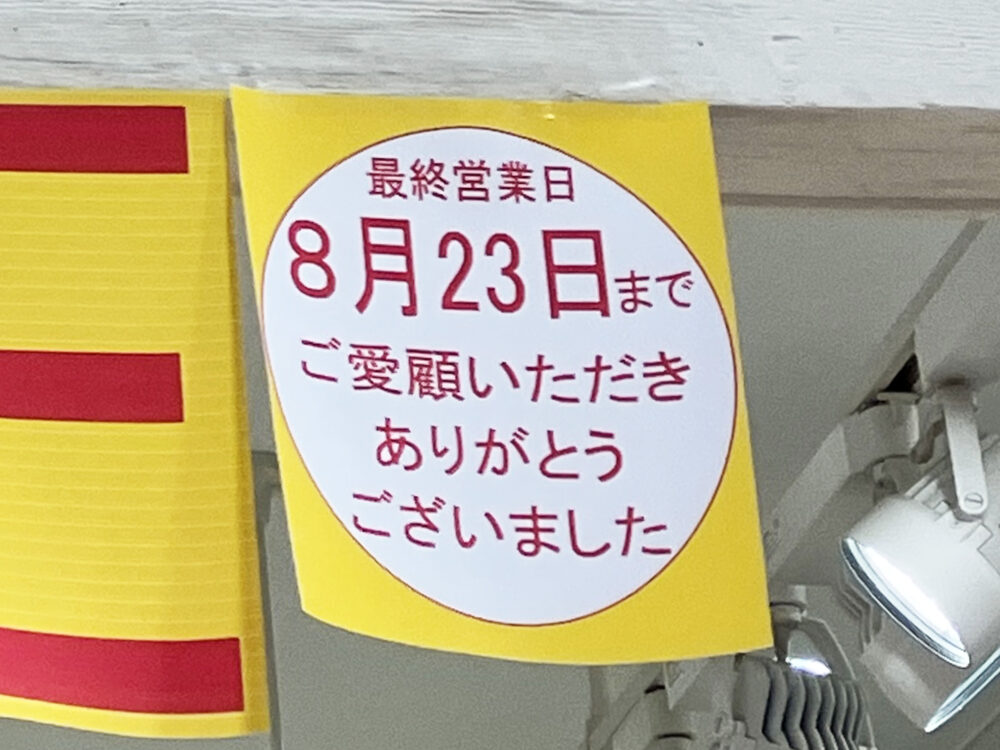 最終営業日
8月23日まで
ご愛顧いただき
ありがとう
ございました